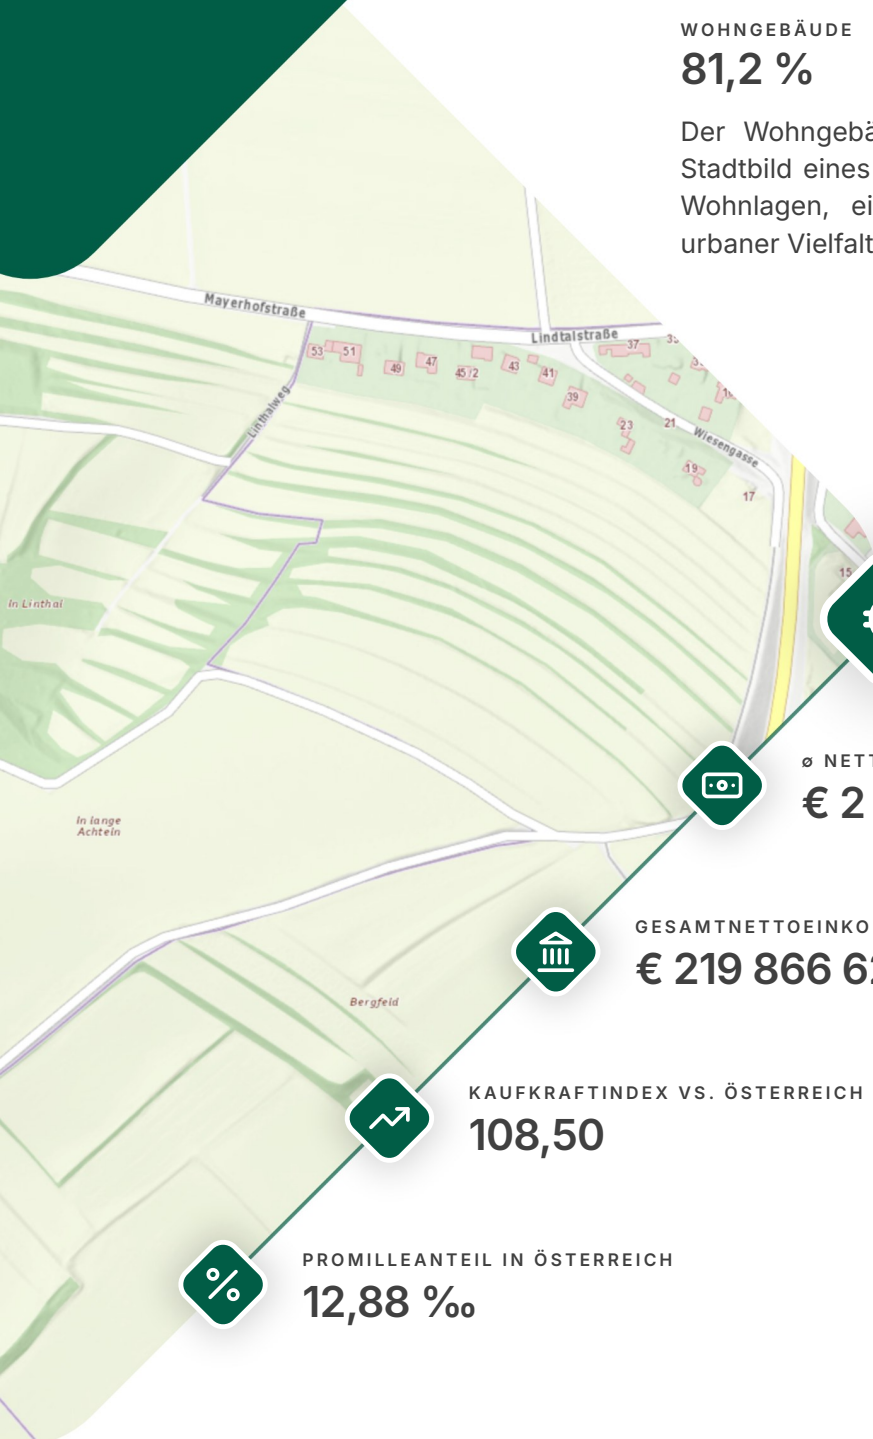 WOHNGEBÄUDE
81,2 %
Der Wohngebä
Stadtbild eines
Wohnlagen, ei
urbaner Vielfalt
Mayerhofstraße
Lindtalstraße
53 51
49
47
45/2
43
41
39
37
Linthalweg
23
21
Wiesengasse
19
17
15
In Linthal
ø NETT
€ 2
In lange
Achteln
GESAMTNETTOEINKO
€ 219 866 6
Bergfeld
KAUFKRAFTINDEX VS. ÖSTERREICH
108,50
PROMILLEANTEIL IN ÖSTERREICH
12,88 ‰